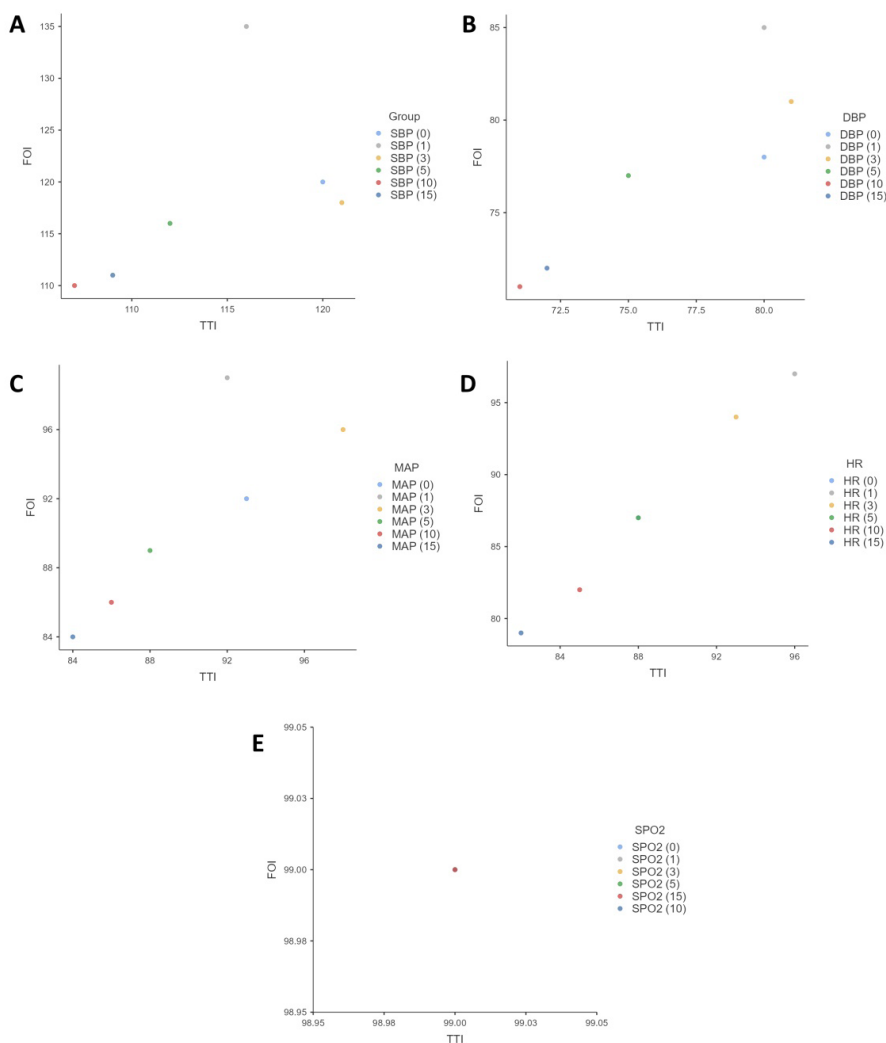 A
135
130
125
120
115
110
FOI
110
115
120
TTI
Group
SBP (0)
SBP (1)
SBP (3)
SBP (5)
SBP (10)
SBP (15)
B
85
80
75
FOI
72.5
75.0
77.5
80.0
TTI
DBP
DBP (0)
DBP (1)
DBP (3)
DBP (5)
DBP (10
DBP (15)
C
96
92
88
84
FOI
84
88
92
96
TTI
MAP
MAP (0)
MAP (1)
MAP (3)
MAP (5)
MAP (10)
MAP (15)
D
95
90
85
80
FOI
84
88
92
96
TTI
HR
HR (0)
HR (1)
HR (3)
HR (5)
HR (10)
HR (15)
E
99.05
99.03
99.00
98.98
98.95
FOI
98.95
98.98
99.00
99.03
99.05
TTI
SPO2
SPO2 (0)
SPO2 (1)
SPO2 (3)
SPO2 (5)
SPO2 (15)
SPO2 (10)